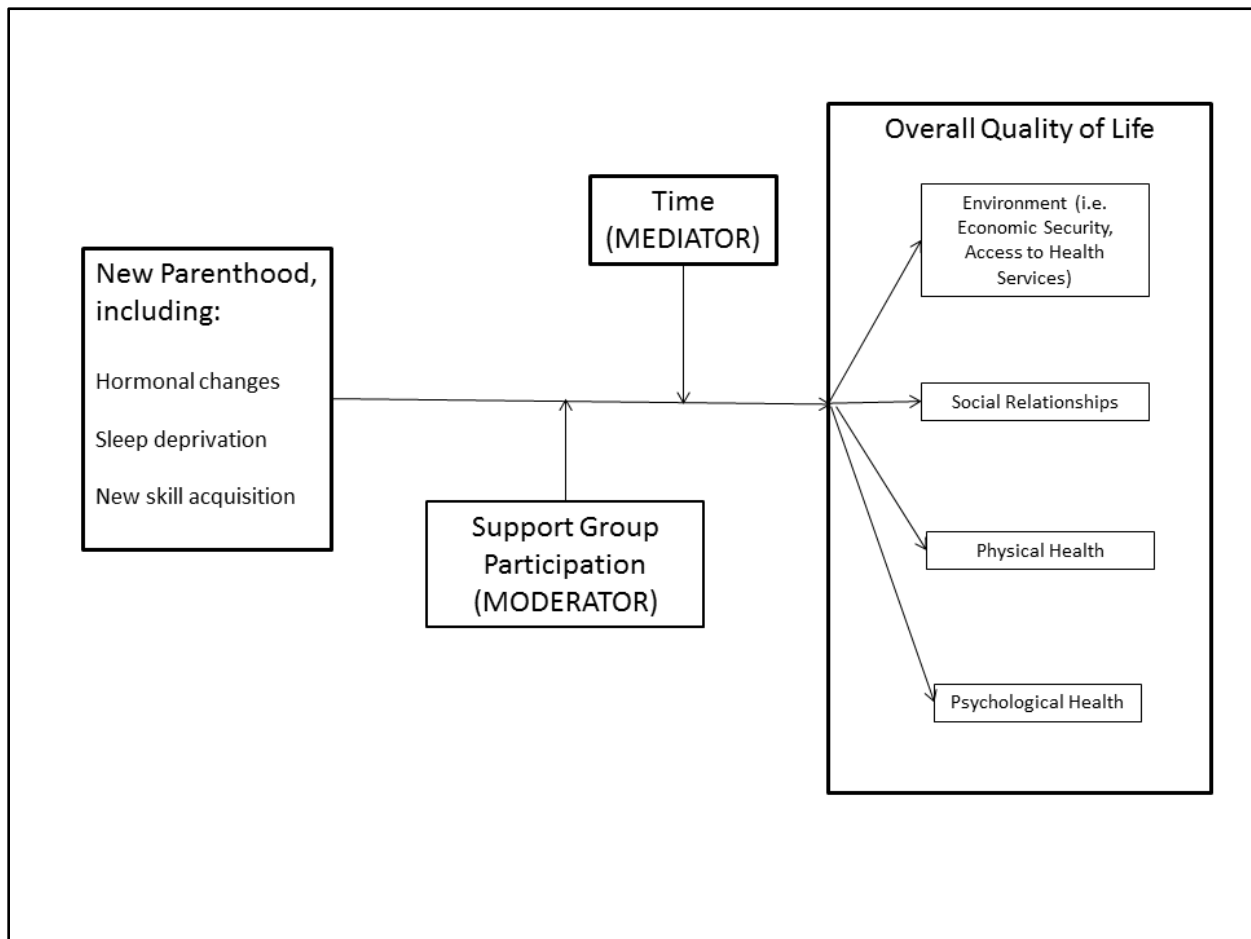 Overall Quality of Life
Environment (i.e.
Economic Security,
Access to Health
Services)
Time
(MEDIATOR)
New Parenthood,
including:
Hormonal changes
Sleep deprivation
New skill acquisition
Social Relationships
Support Group
Participation
(MODERATOR)
Physical Health
Psychological Health